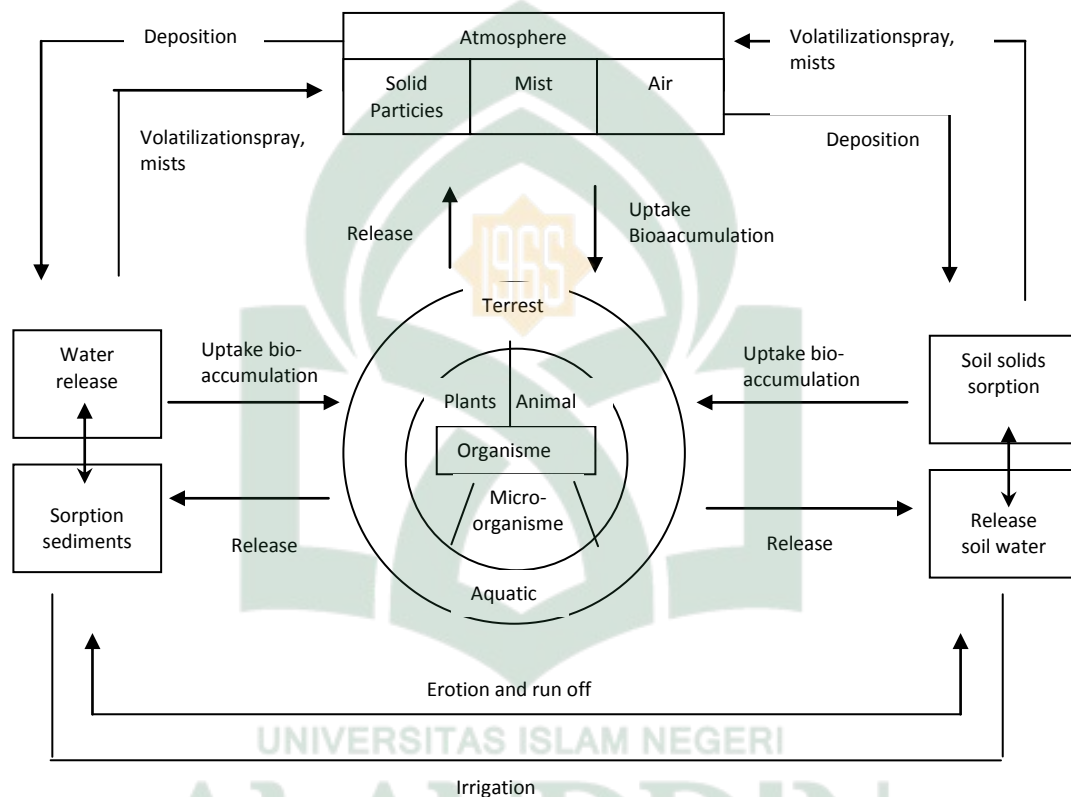 Deposition
Atmosphere
Volatilizationspray,
mists
Solid
Particies
Mist
Air
Volatilizationspray,
mists
Deposition
Release
Uptake
Bioaacumulation
1965
Terrest
Water
release
Uptake bio-
accumulation
Uptake bio-
accumulation
Soil solids
sorption
Plants
Animal
Organisme
Micro-
organisme
Sorption
sediments
Release
Release
Release
soil water
Aquatic
Erotion and run off
UNIVERSITAS ISLAM NEGERI
Irrigation